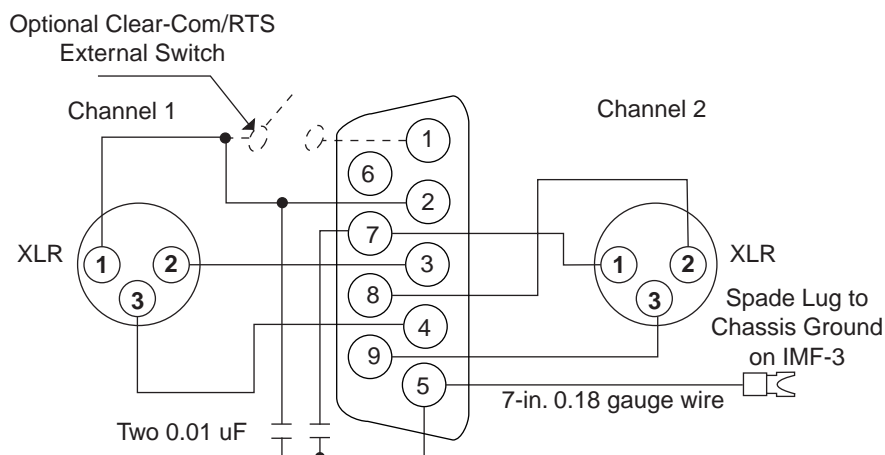 Optional Clear-Com/RTS
External Switch
Channel 1
Channel 2
1
6
2
7
3
8
4
9
5
XLR
1
2
3
1
2
3
XLR
Spade Lug to
Chassis Ground
on IMF-3
7-in. 0.18 gauge wire
Two 0.01 uF